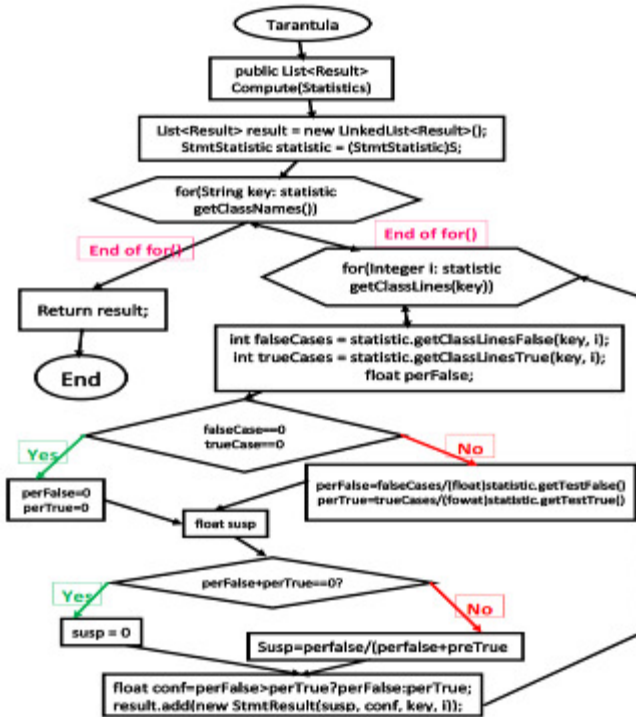 Tarantula
public List<Result>
Compute(Statistics)
List<Result> result = new LinkedList<Result>();
StmtStatistic statistic = (StmtStatistic)S;
for(String key: statistic
getClassNames())
End of for()
End of for()
for(Integer i: statistic
getClassLines(key))
Return result;
End
int falseCases = statistic.getClassLinesFalse(key, i);
int trueCases = statistic.getClassLinesTrue(key, i);
float perFalse;
falseCase==0
trueCase==0
Yes
No
perFalse=0
perTrue=0
perFalse=falseCases/(float)statistic.getTestFalse()
perTrue=trueCases/(fowat)statistic.getTestTrue()
float susp
perFalse+perTrue==0?
Yes
No
susp = 0
Susp=perfalse/(perfalse+preTrue
float conf=perFalse>perTrue?perFalse:perTrue;
result.add(new StmtResult(susp, conf, key, i));